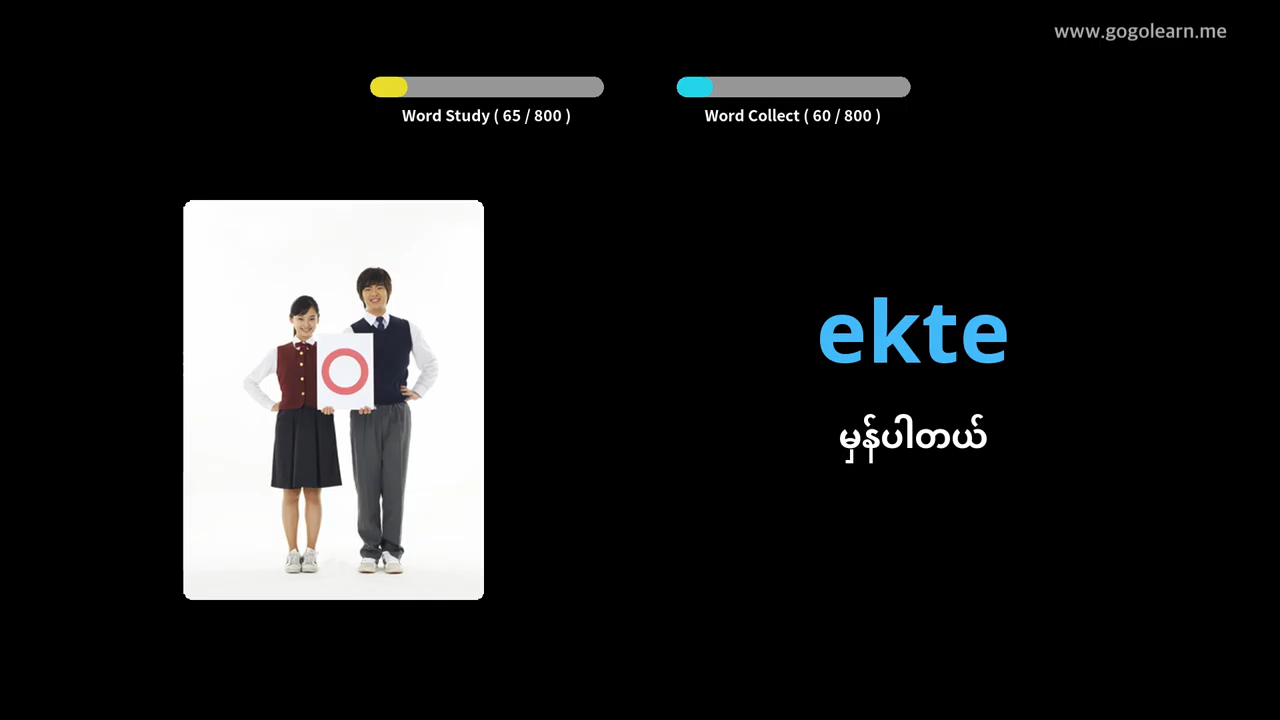 www.gogolearn.me
Word Study ( 65 / 800 )
Word Collect ( 60 / 800 )
ekte
မှန်ပါတယ်